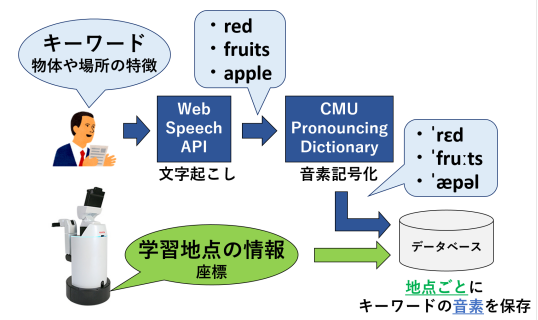 キーワード
物体や場所の特徴
・red
・fruits
・apple
Web
Speech
API
文字起こし
CMU
Pronouncing
Dictionary
音素記号化
・ˈrɛd
・ˈfruːts
・ˈæpəl
学習地点の情報
座標
データベース
地点ごとに
キーワードの音素を保存